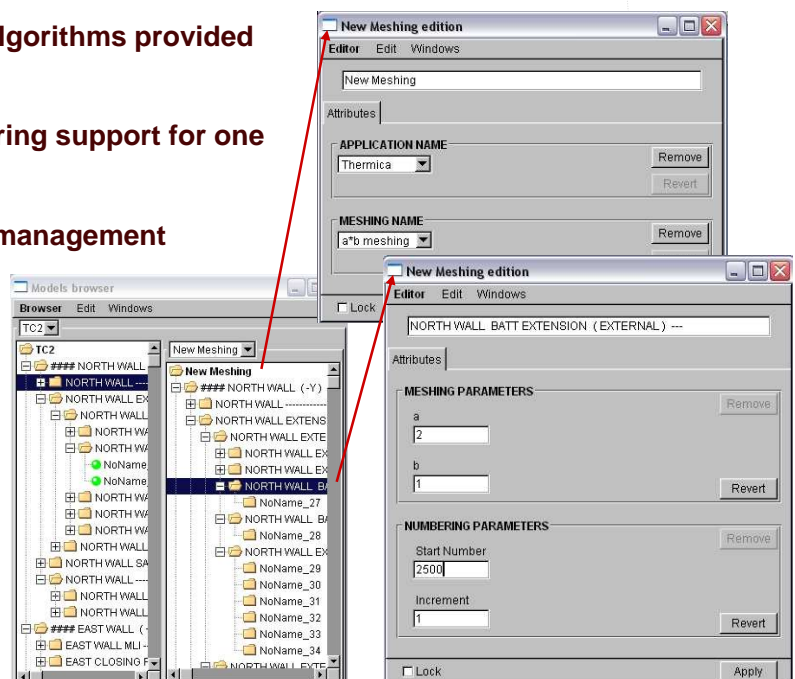 lgorithms provided
ring support for one
management
New Meshing edition
Editor Edit Windows
New Meshing
Attributes
APPLICATION NAME
Thermica
Remove
Revert
MESHING NAME
a*b meshing
Remove
Lock
New Meshing edition
Editor Edit Windows
NORTH WALL BATT EXTENSION (EXTERNAL) ---
Attributes
MESHING PARAMETERS
Remove
a
2
b
1
Revert
NUMBERING PARAMETERS
Remove
Start Number
2500
Increment
1
Revert
Lock
Apply
Models browser
Browser Edit Windows
TC2
TC2
#### NORTH WALL
NORTH WALL ----
NORTH WALL EX
NORTH WALL
NORTH WA
NORTH WA
NoName_
NoName_
NORTH WA
NORTH WA
NORTH WA
NORTH WALL
NORTH WALL SA
NORTH WALL ----
NORTH WALL
NORTH WALL
#### EAST WALL (
EAST WALL MLI -
EAST CLOSING F
New Meshing
New Meshing
#### NORTH WALL (-Y)
NORTH WALL ------------
NORTH WALL EXTENS
NORTH WALL EXTE
NORTH WALL EX
NORTH WALL EX
NORTH WALL BA
NoName_27
NORTH WALL BA
NoName_28
NORTH WALL EX
NoName_29
NoName_30
NoName_31
NoName_32
NoName_33
NoName_34
NORTH WALL EXTE